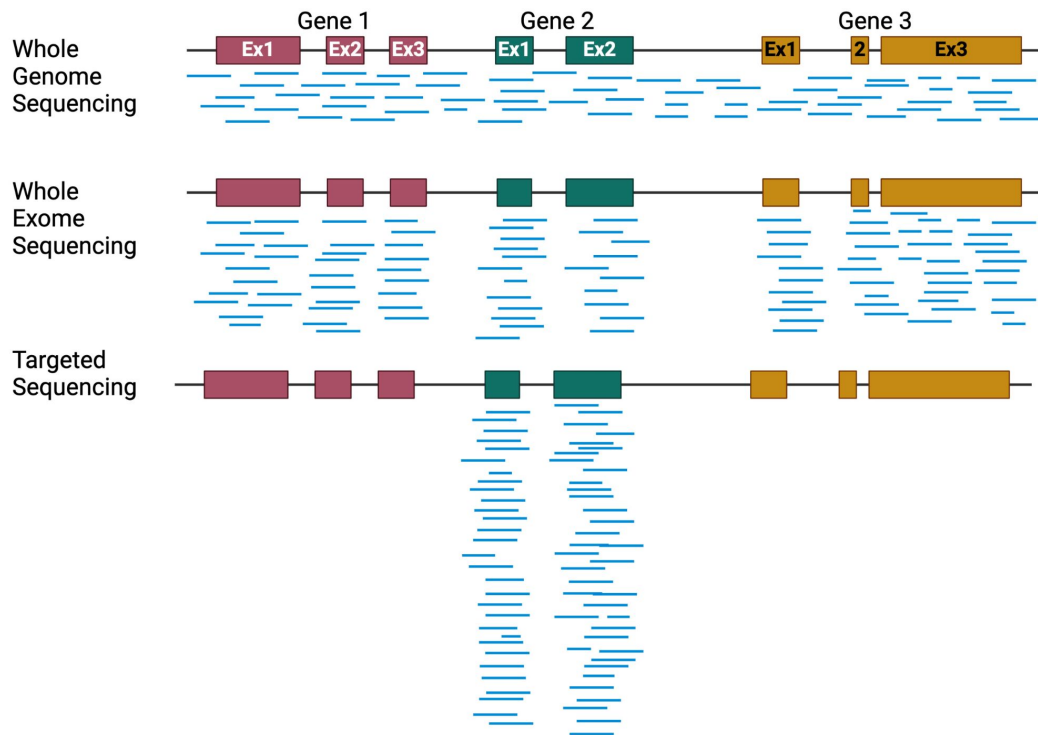 Gene 1 Gene 2 Gene 3
Whole Ex1 Ex2 Ex3 Ex1 Ex2 Ex1 2 Ex3
Genome
Sequencing
Whole
Exome
Sequencing
Targeted
Sequencing